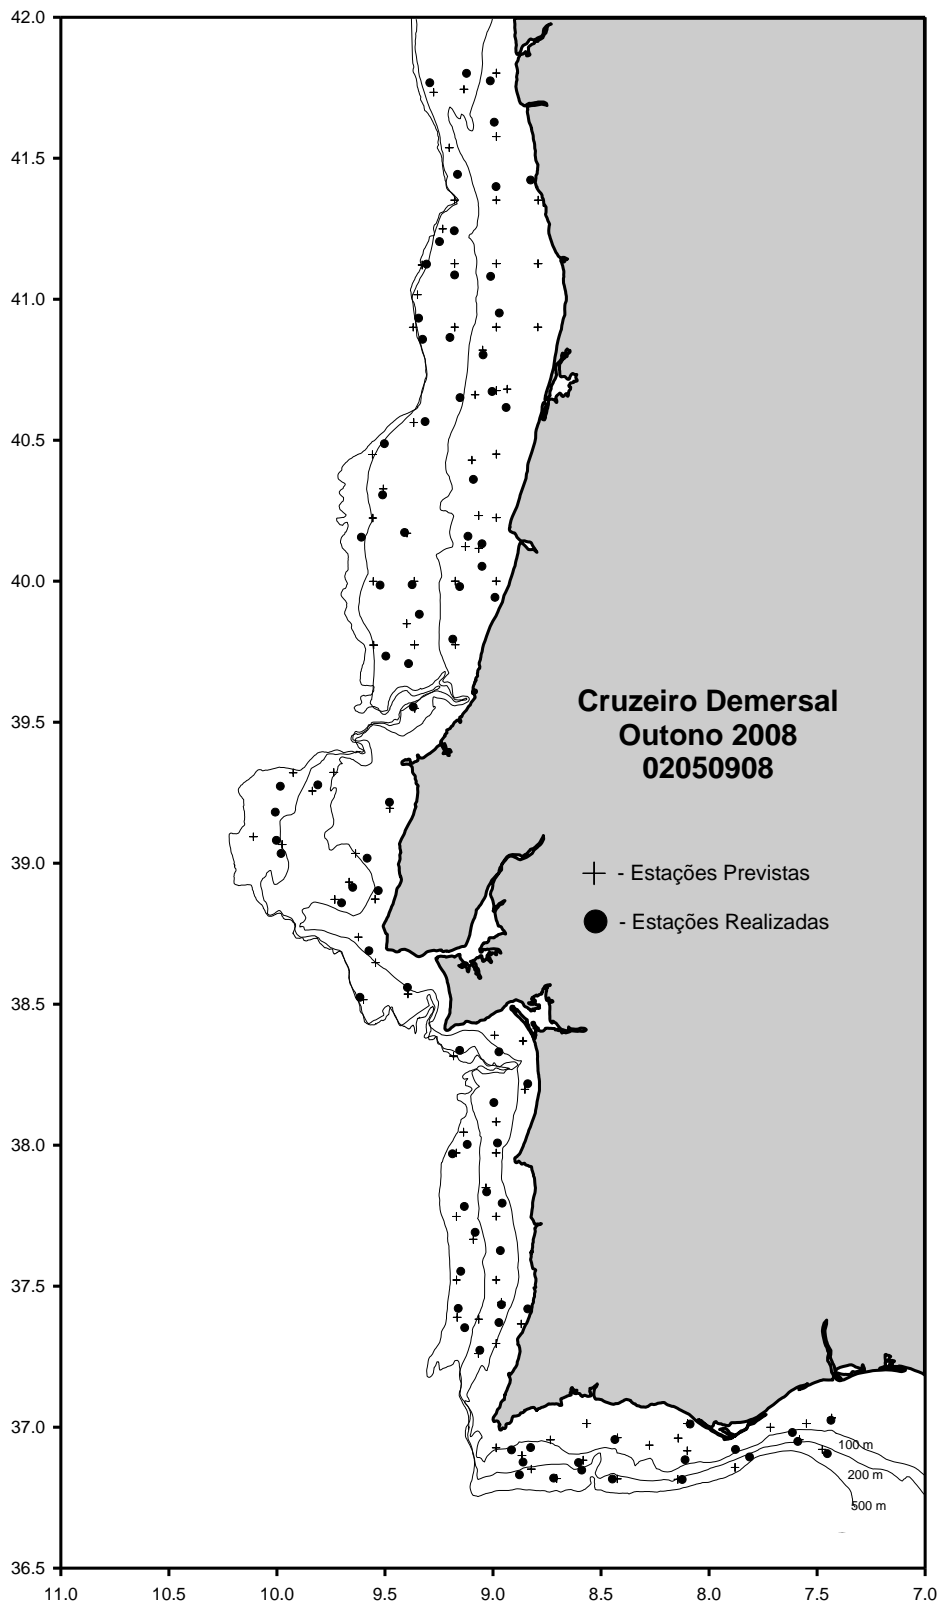 42.0
41.5
41.0
40.5
40.0
39.5
39.0
38.5
38.0
37.5
37.0
36.5
Cruzeiro Demersal
Outono 2008
02050908
- Estações Previstas
- Estações Realizadas
100 m
200 m
500 m
11.0 10.5 10.0 9.5 9.0 8.5 8.0 7.5 7.0